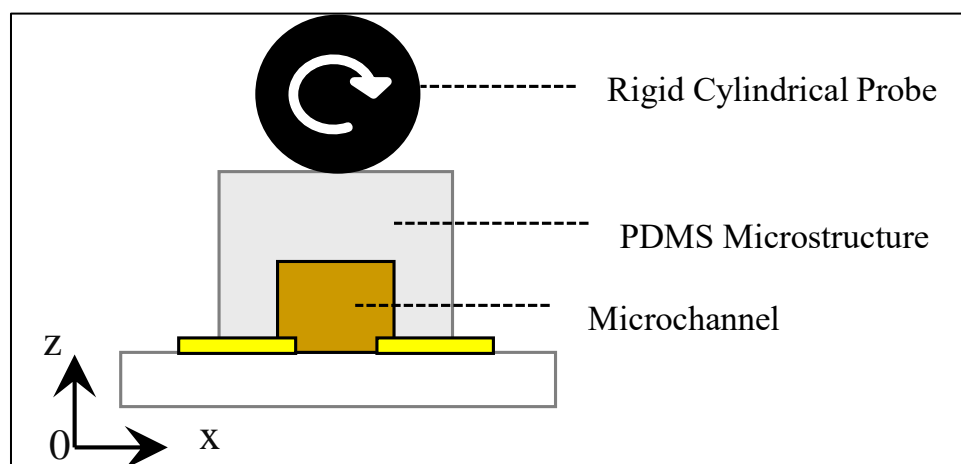 Rigid Cylindrical Probe
PDMS Microstructure
Microchannel
z
0
x